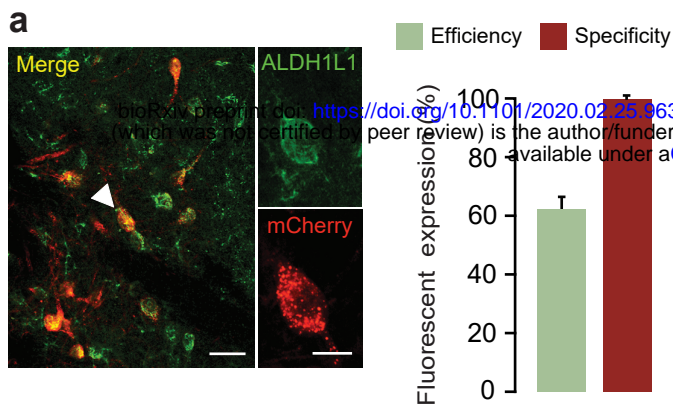 a
Efficiency Specificity
Merge
ALDH1L1
mCherry
bioRxiv preprint doi: https://doi.org/10.1101/2020.02.25.963
(which was not certified by peer review) is the author/funder
available under a
Fluorescent expression (%)
100
80
60
40
20
0